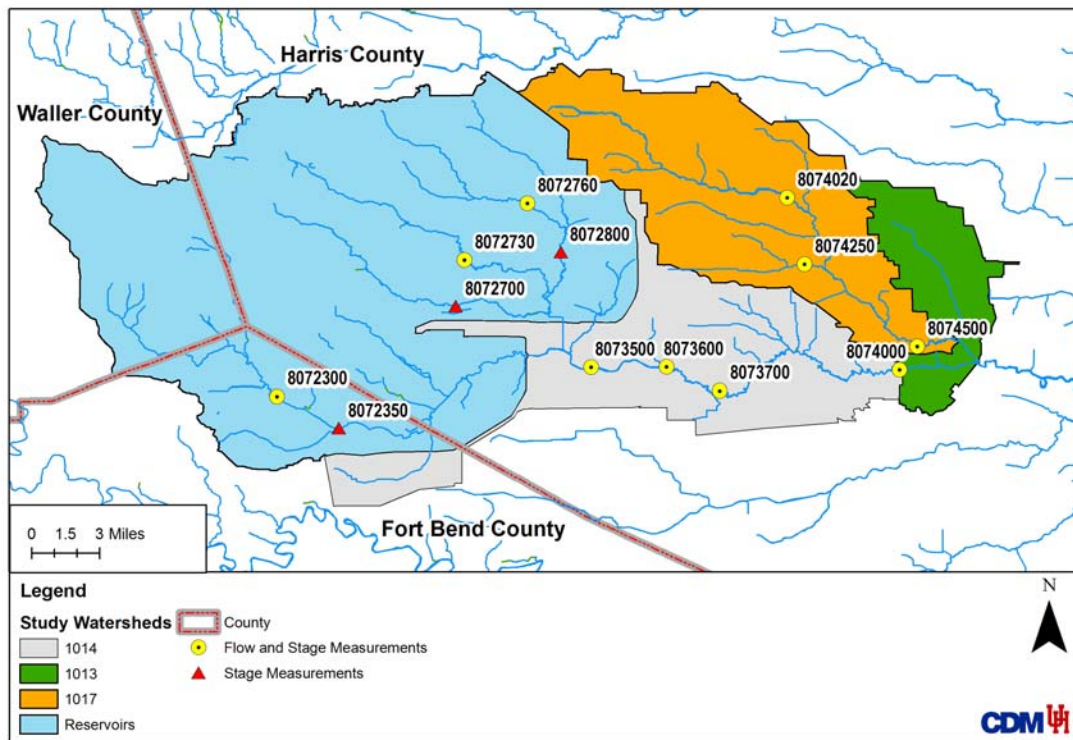 Harris County
Waller County
8072760
8074020
8072730
8072800
8074250
8072700
8074500
8073500
8073600
8074000
8073700
8072300
8072350
Fort Bend County
0 1.5 3 Miles
Legend
N
Study Watersheds
County
1014
Flow and Stage Measurements
1013
Stage Measurements
1017
Reservoirs
CDM UH